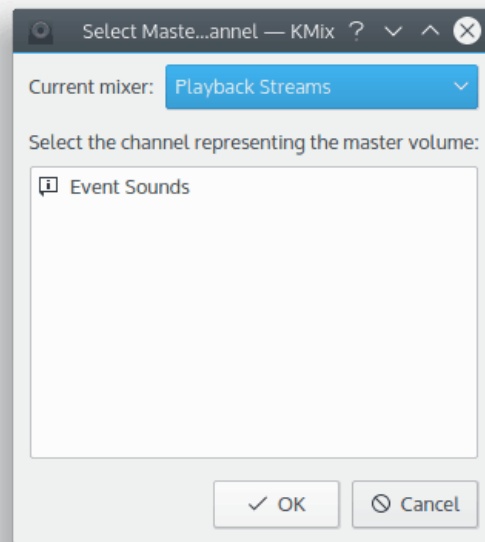 Select Maste...annel — KMix ?
Current mixer: Playback Streams
Select the channel representing the master volume:
Event Sounds
OK Cancel